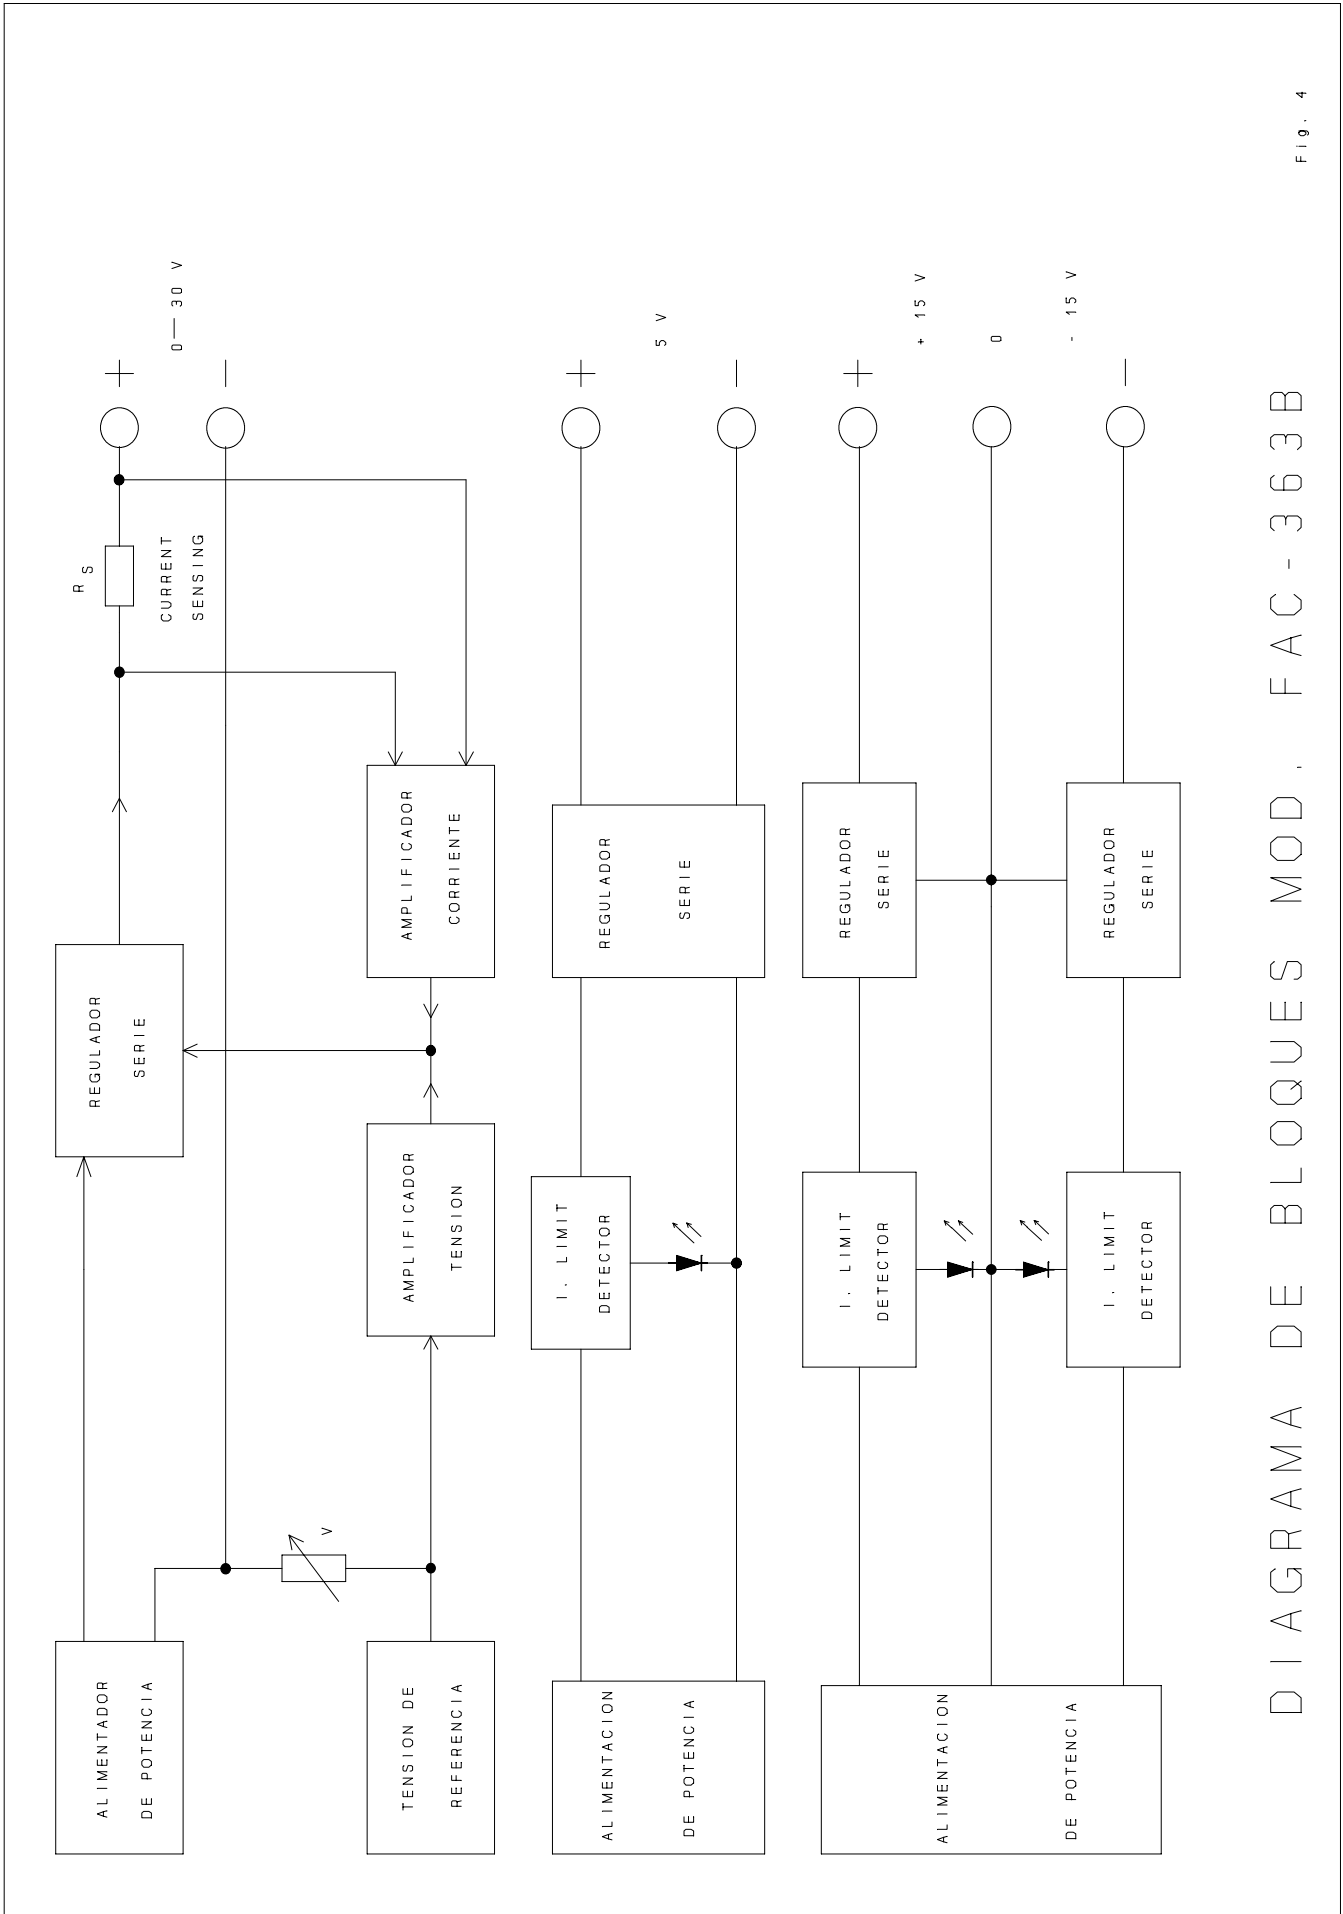 ALIMENTADOR
DE POTENCIA
REGULADOR
SERIE
R S
CURRENT
SENSING
+
0—30 V
−
V
TENSION DE
REFERENCIA
AMPLIFICADOR
TENSION
AMPLIFICADOR
CORRIENTE
ALIMENTACION
DE POTENCIA
I. LIMIT
DETECTOR
REGULADOR
SERIE
+
5 V
−
ALIMENTACION
DE POTENCIA
I. LIMIT
DETECTOR
REGULADOR
SERIE
+
+ 15 V
0
- 15 V
−
I. LIMIT
DETECTOR
REGULADOR
SERIE
DIAGRAMA DE BLOQUES MOD. FAC-363B
Fig. 4